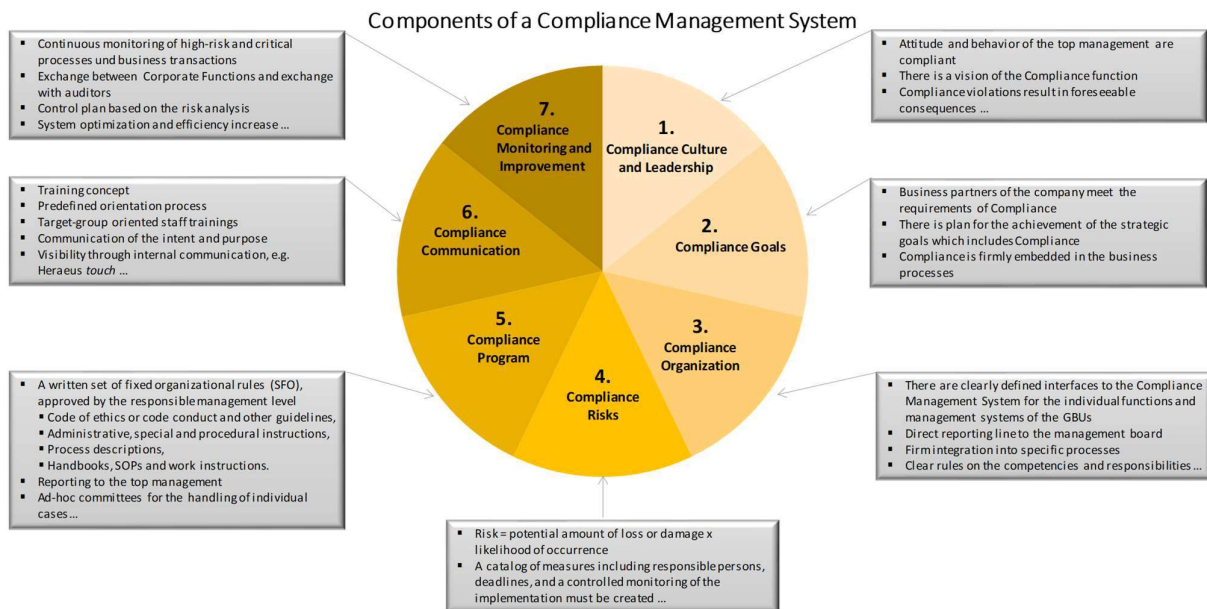 Components of a Compliance Management System
▪ Continuous monitoring of high-risk and critical
processes und business transactions
▪ Exchange between Corporate Functions and exchange
with auditors
▪ Control plan based on the risk analysis
▪ System optimization and efficiency increase ...
▪ Attitude and behavior of the top management are
compliant
▪ There is a vision of the Compliance function
▪ Compliance violations result in foreseeable
consequences ...
7.
Compliance
Monitoring and
Improvement
1.
Compliance Culture
and Leadership
▪ Training concept
▪ Predefined orientation process
▪ Target-group oriented staff trainings
▪ Communication of the intent and purpose
▪ Visibility through internal communication, e.g.
Heraeus touch ...
6.
Compliance
Communication
2.
Compliance Goals
▪ Business partners of the company meet the
requirements of Compliance
▪ There is plan for the achievement of the strategic
goals which includes Compliance
▪ Compliance is firmly embedded in the business
processes
5.
Compliance
Program
3.
Compliance
Organization
4.
Compliance
Risks
▪ A written set of fixed organizational rules (SFO),
approved by the responsible management level
▪ Code of ethics or code conduct and other guidelines,
▪ Administrative, special and procedural instructions,
▪ Process descriptions,
▪ Handbooks, SOPs and work instructions.
▪ Reporting to the top management
▪ Ad-hoc committees for the handling of individual
cases ...
▪ There are clearly defined interfaces to the Compliance
Management System for the individual functions and
management systems of the GBUs
▪ Direct reporting line to the management board
▪ Firm integration into specific processes
▪ Clear rules on the competencies and responsibilities ...
▪ Risk = potential amount of loss or damage x
likelihood of occurrence
▪ A catalog of measures including responsible persons,
deadlines, and a controlled monitoring of the
implementation must be created ...